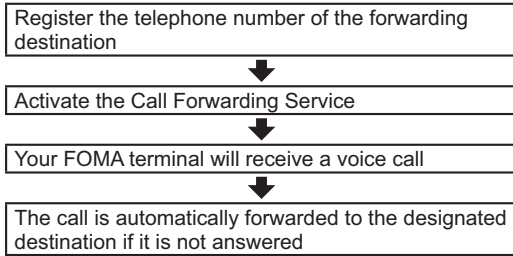 Register the telephone number of the forwarding
destination
Activate the Call Forwarding Service
Your FOMA terminal will receive a voice call
The call is automatically forwarded to the designated
destination if it is not answered